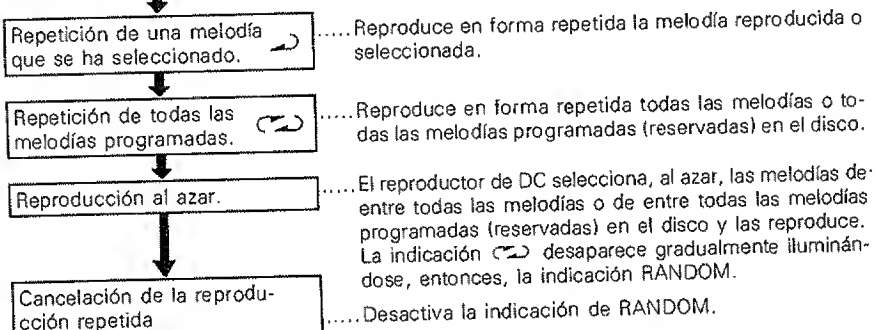 Repetición de una melodía
que se ha seleccionado.
.....Reproduce en forma repetida la melodía reproducida o
seleccionada.
Repetición de todas las
melodías programadas.
.....Reproduce en forma repetida todas las melodías o to-
das las melodías programadas (reservadas) en el disco.
Reproducción al azar.
.....El reproductor de DC selecciona, al azar, las melodías de
entre todas las melodías o de entre todas las melodías
programadas (reservadas) en el disco y las reproduce.
La indicación desaparece gradualmente iluminán-
dose, entonces, la indicación RANDOM.
Cancelación de la reprodu-
cción repetida
.....Desactiva la indicación de RANDOM.